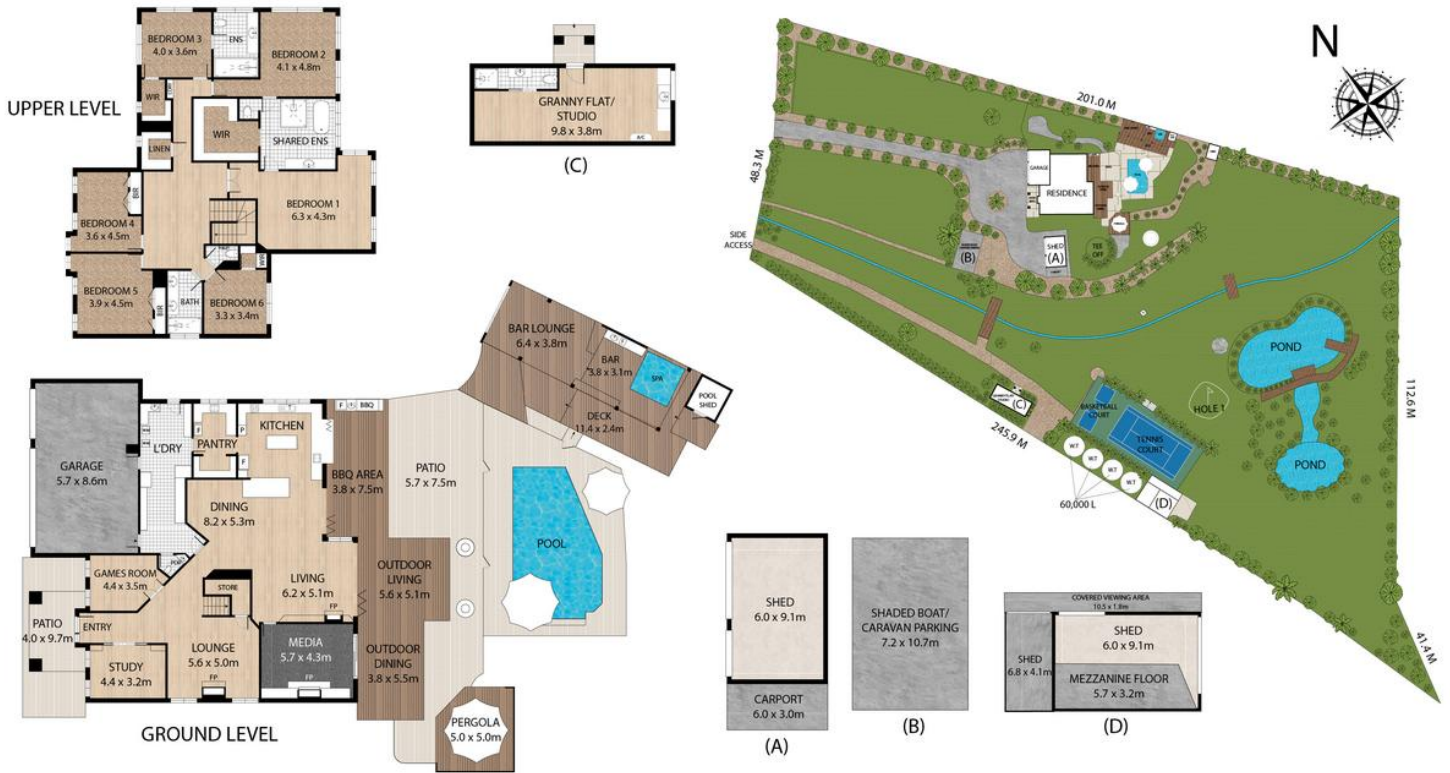 UPPER LEVEL
BEDROOM 3
4.0 x 3.6m
ENS
BEDROOM 2
4.1 x 4.8m
WIR
WIR
SHARED ENS
LINEN
BIR
BEDROOM 4
3.6 x 4.5m
BEDROOM 1
6.3 x 4.3m
BEDROOM 5
3.9 x 4.5m
BIR
BATH
WIR
BEDROOM 6
3.3 x 3.4m
GRANNY FLAT/
STUDIO
9.8 x 3.8m
A/C
(C)
N
201.0 M
48.3 M
GARAGE
RESIDENCE
SIDE
ACCESS
(B)
SHED
(A)
TEE
OFF
POND
HOLE 1
POND
112.6 M
(C)
BASKETBALL
COURT
TENNIS
COURT
245.9 M
W.T
W.T
W.T
W.T
60,000 L
(D)
41.4 M
GARAGE
5.7 x 8.6m
L'DRY
F
PANTRY
P
F
KITCHEN
F
BBQ
BBQ AREA
3.8 x 7.5m
PATIO
5.7 x 7.5m
BAR LOUNGE
6.4 x 3.8m
BAR
3.8 x 3.1m
SPA
POOL
SHED
DECK
11.4 x 2.4m
DINING
8.2 x 5.3m
PDR
POOL
GAMES ROOM
4.4 x 3.5m
STORE
LIVING
6.2 x 5.1m
FP
OUTDOOR
LIVING
5.6 x 5.1m
PATIO
4.0 x 9.7m
ENTRY
LOUNGE
5.6 x 5.0m
FP
MEDIA
5.7 x 4.3m
FP
STUDY
4.4 x 3.2m
OUTDOOR
DINING
3.8 x 5.5m
PERGOLA
5.0 x 5.0m
GROUND LEVEL
SHED
6.0 x 9.1m
CARPORT
6.0 x 3.0m
(A)
SHADED BOAT/
CARAVAN PARKING
7.2 x 10.7m
(B)
COVERED VIEWING AREA
10.5 x 1.8m
SHED
6.0 x 9.1m
SHED
6.8 x 4.1m
MEZZANINE FLOOR
5.7 x 3.2m
(D)